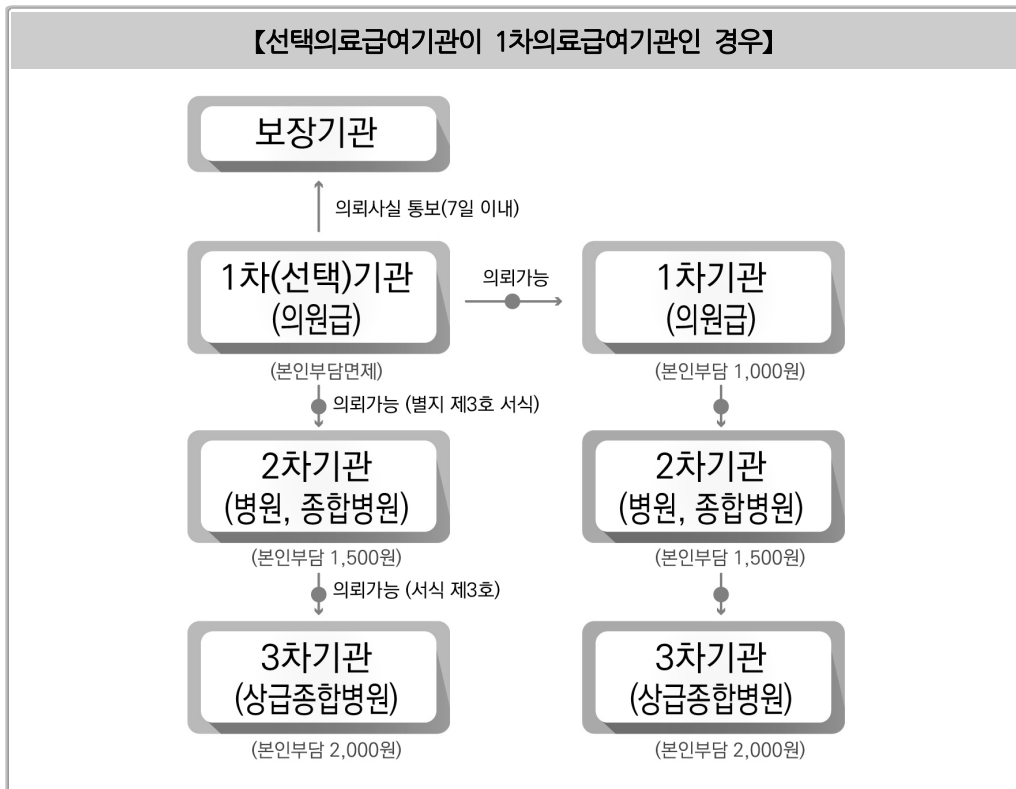 【선택의료급여기관이 1차의료급여기관인 경우】
보장기관
의뢰사실 통보(7일 이내)
1차(선택)기관
(의원급)
의뢰가능
1차기관
(의원급)
(본인부담면제)
(본인부담 1,000원)
의뢰가능 (별지 제3호 서식)
2차기관
(병원, 종합병원)
2차기관
(병원, 종합병원)
(본인부담 1,500원)
(본인부담 1,500원)
의뢰가능 (서식 제3호)
3차기관
(상급종합병원)
3차기관
(상급종합병원)
(본인부담 2,000원)
(본인부담 2,000원)